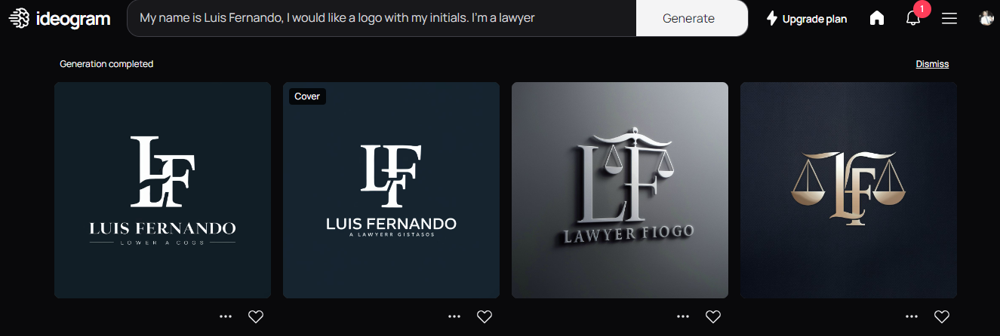 ideogram
My name is Luis Fernando, I would like a logo with my initials. I'm a lawyer
Generate
Upgrade plan
1
Generation completed
Dismiss
LF
LUIS FERNANDO
LOWER A COGS
Cover
LF
LUIS FERNANDO
A LAWYERR GISTASOS
LF
LAWYER FIOGO
LF